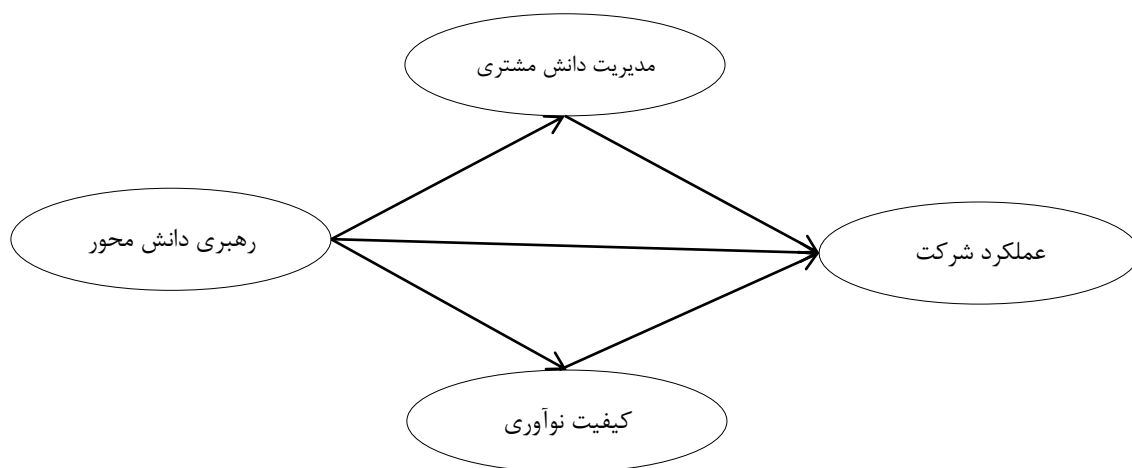 مدیریت دانش مشتری
رهبری دانش محور
عملکرد شرکت
کیفیت نوآوری